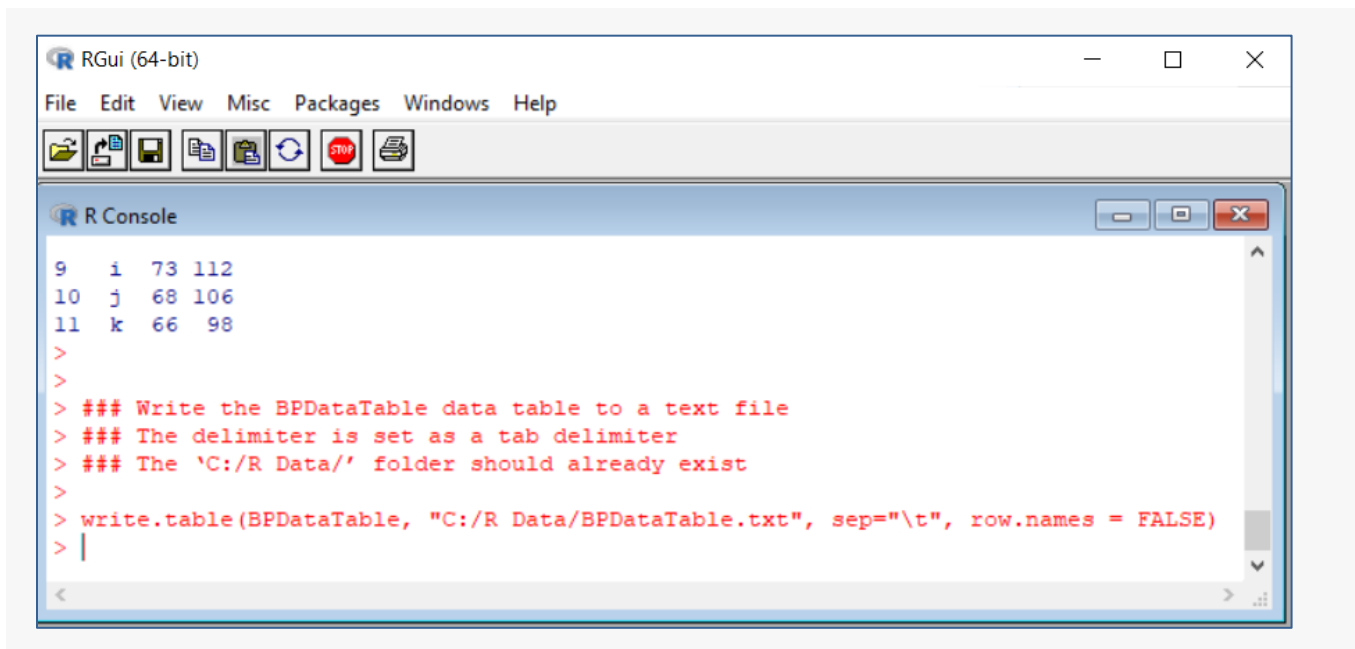 RGui (64-bit)
File Edit View Misc Packages Windows Help
STOP
R Console
9 i 73 112
10 j 68 106
11 k 66 98
>
>
> ### Write the BPDataTable data table to a text file
> ### The delimiter is set as a tab delimiter
> ### The ‘C:/R Data/’ folder should already exist
>
> write.table(BPDataTable, "C:/R Data/BPDataTable.txt", sep="\t", row.names = FALSE)
>